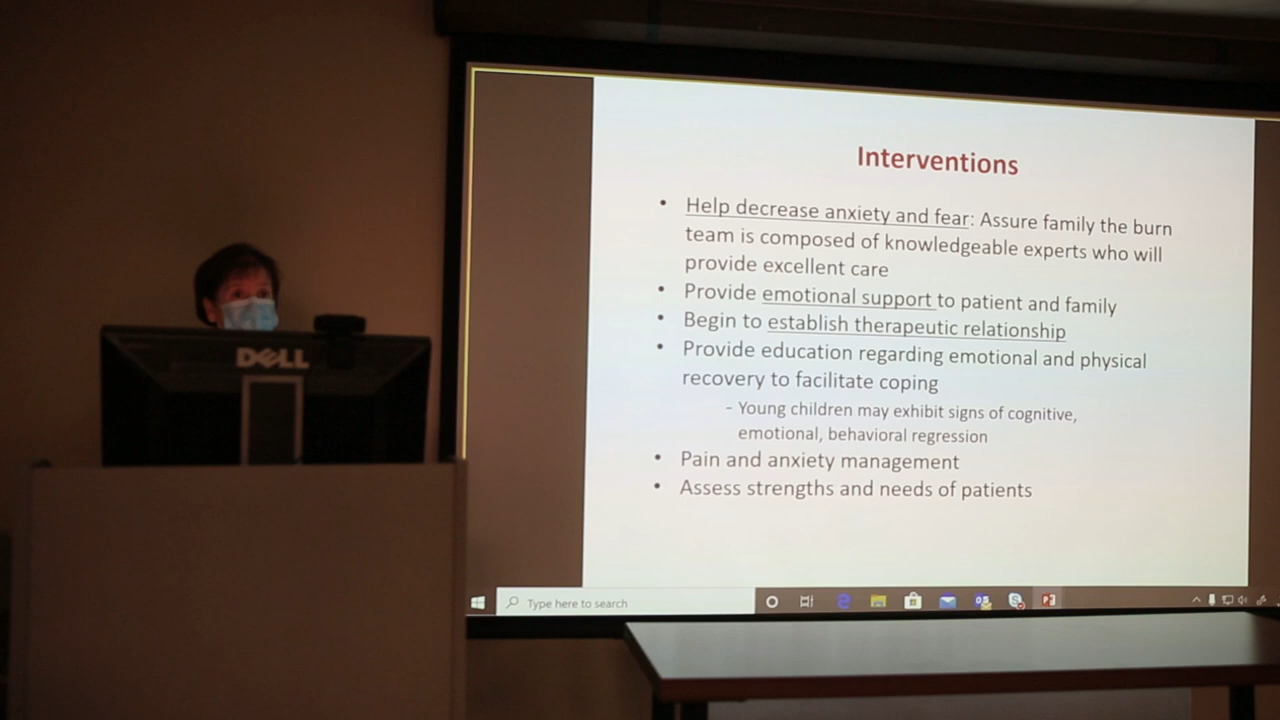 DELL
Interventions
• Help decrease anxiety and fear: Assure family the burn
team is composed of knowledgeable experts who will
provide excellent care
• Provide emotional support to patient and family
• Begin to establish therapeutic relationship
• Provide education regarding emotional and physical
recovery to facilitate coping
- Young children may exhibit signs of cognitive,
emotional, behavioral regression
• Pain and anxiety management
• Assess strengths and needs of patients
Type here to search